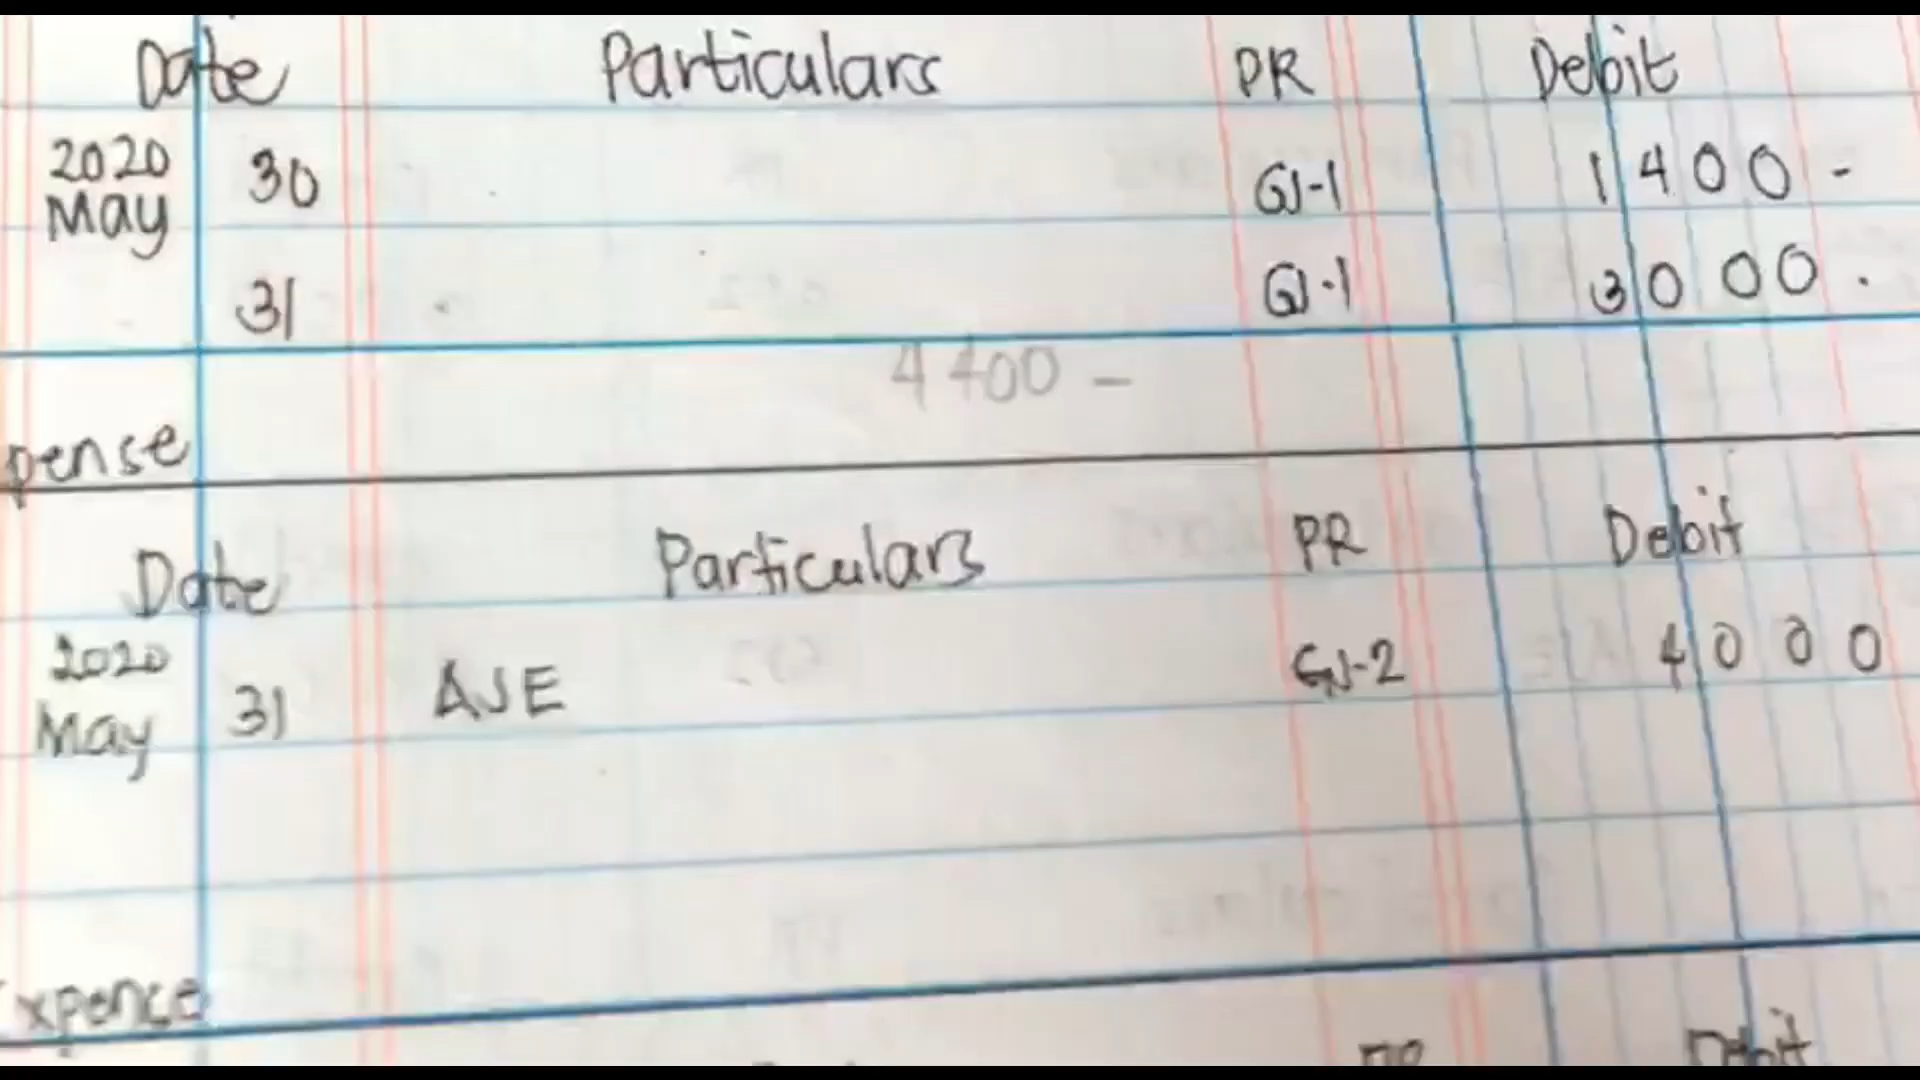 Date Particulars PR Debit
2020 May 30 GJ-1 1400 -
31 GJ-1 3000 .
4400 -
pense
Date Particulars PR Debit
2020 May 31 AJE GJ-2 4000
xpence
Debit